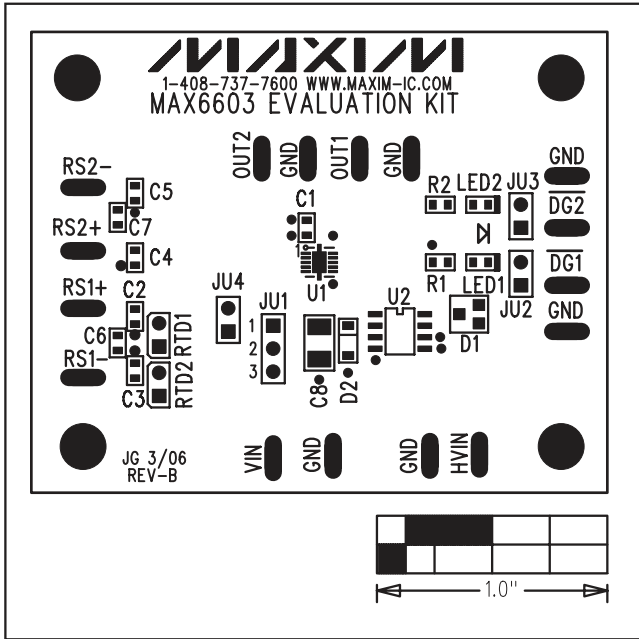 MAXIM
1-408-737-7600 WWW.MAXIM-IC.COM
MAX6603 EVALUATION KIT
OUT2
GND
OUT1
GND
GND
RS2-
C5
C7
R2
LED2
JU3
DG2
C1
RS2+
C4
1
U1
R1
LED1
JU2
DG1
RS1+
C2
JU4
JU1
U2
GND
C6
RTD1
1
2
3
D1
RS1-
C3
RTD2
C8
D2
JG 3/06
REV-B
VIN
GND
GND
HVIN
1.0"